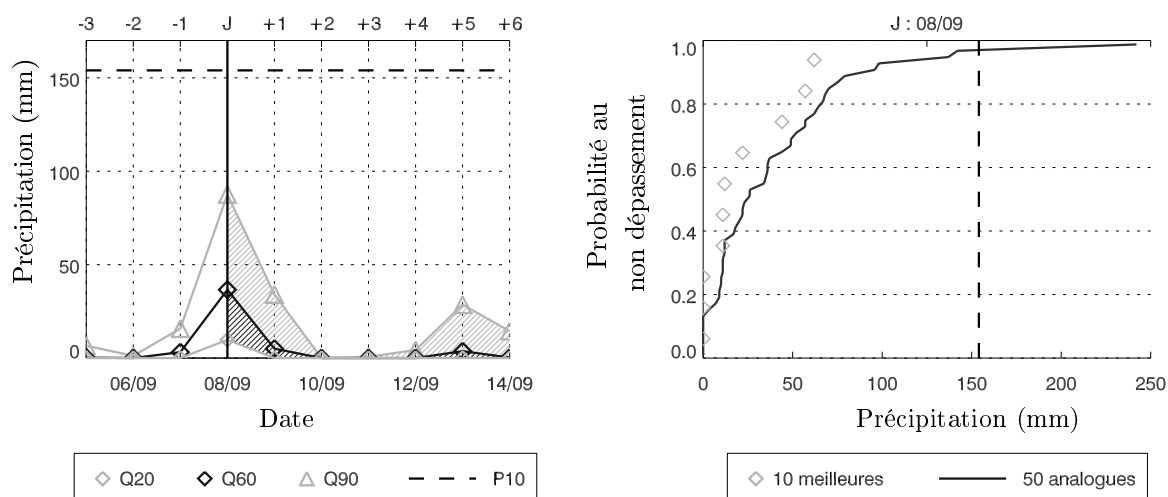 -3 -2 -1 J +1 +2 +3 +4 +5 +6
150
100
50
0
Précipitation (mm)
06/09 08/09 10/09 12/09 14/09
Date
Q20 Q60 Q90 P10
J : 08/09
1.0
0.8
0.6
0.4
0.2
0.0
Probabilité au
non dépassement
0 50 100 150 200 250
Précipitation (mm)
10 meilleures 50 analogues